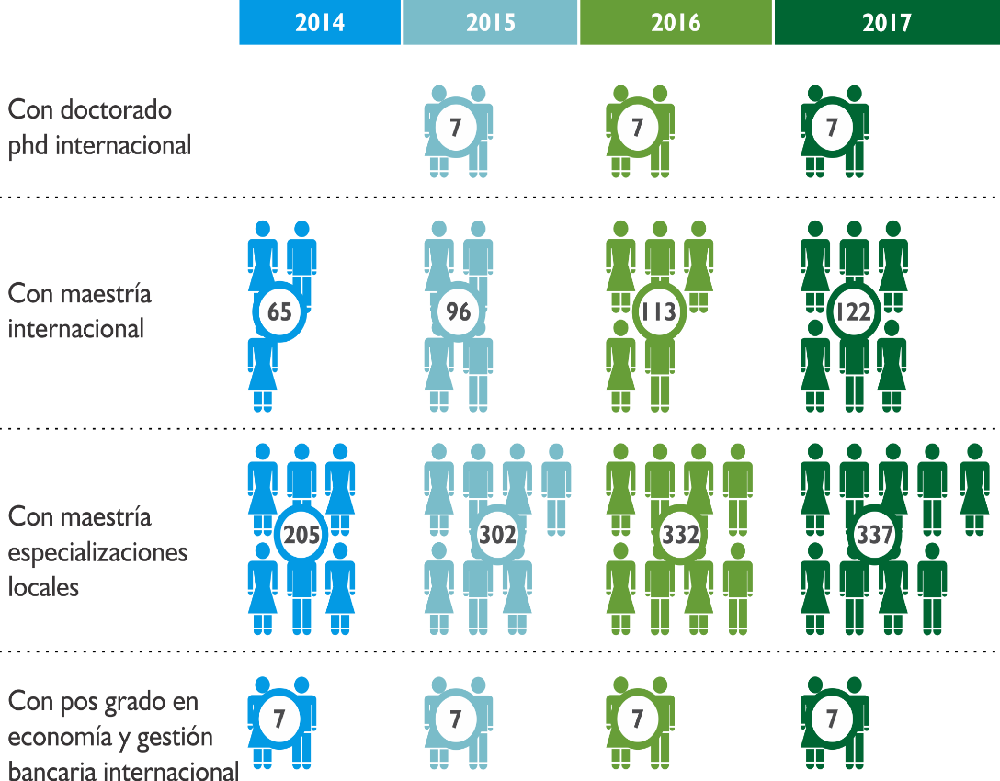 2014 2015 2016 2017
Con doctorado
phd internacional
7 7 7
Con maestría
internacional
65 96 113 122
Con maestría
especializaciones
locales
205 302 332 337
Con pos grado en
economía y gestión
bancaria internacional
7 7 7 7